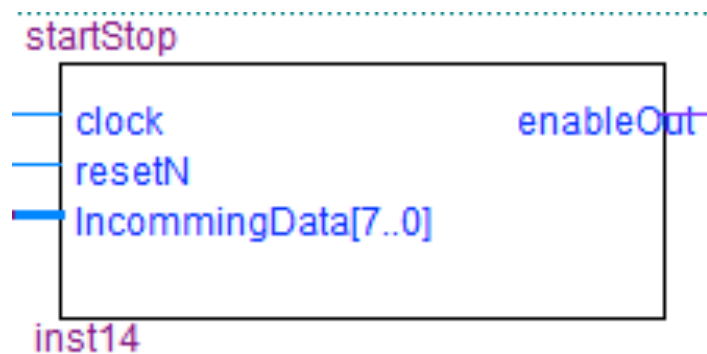 startStop
clock enableOut
resetN
IncommingData[7..0]
inst14